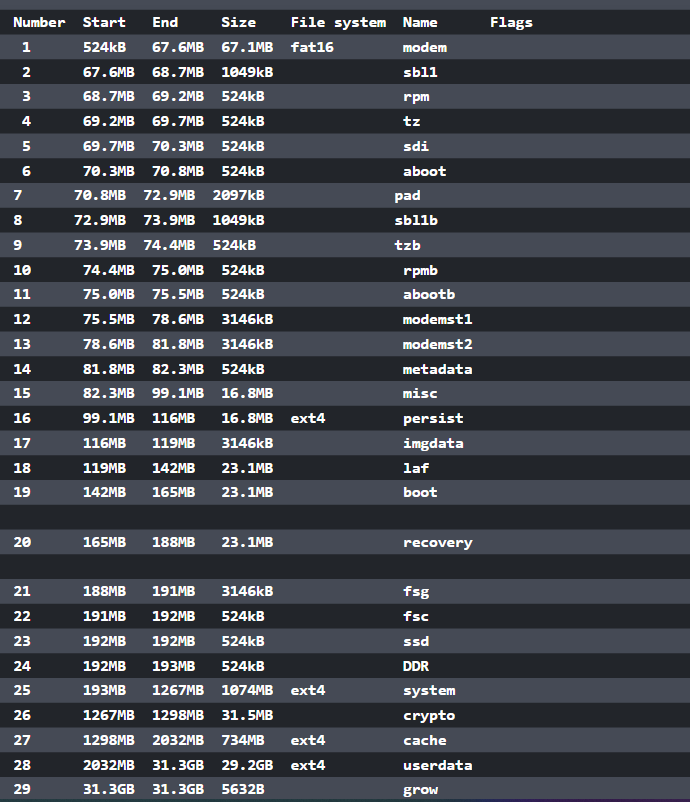 Number  Start   End     Size    File system  Name      Flags
 1      524kB   67.6MB  67.1MB  fat16        modem
 2      67.6MB  68.7MB  1049kB               sbl1
 3      68.7MB  69.2MB  524kB                rpm
 4      69.2MB  69.7MB  524kB                tz
 5      69.7MB  70.3MB  524kB                sdi
 6      70.3MB  70.8MB  524kB                aboot
7      70.8MB  72.9MB  2097kB               pad
8      72.9MB  73.9MB  1049kB               sbl1b
9      73.9MB  74.4MB  524kB                tzb
10      74.4MB  75.0MB  524kB                rpmb
11      75.0MB  75.5MB  524kB                abootb
12      75.5MB  78.6MB  3146kB               modemst1
13      78.6MB  81.8MB  3146kB               modemst2
14      81.8MB  82.3MB  524kB                metadata
15      82.3MB  99.1MB  16.8MB               misc
16      99.1MB  116MB   16.8MB  ext4         persist
17      116MB   119MB   3146kB               imgdata
18      119MB   142MB   23.1MB               laf
19      142MB   165MB   23.1MB               boot
20      165MB   188MB   23.1MB               recovery
21      188MB   191MB   3146kB               fsg
22      191MB   192MB   524kB                fsc
23      192MB   192MB   524kB                ssd
24      192MB   193MB   524kB                DDR
25      193MB   1267MB  1074MB  ext4         system
26      1267MB  1298MB  31.5MB               crypto
27      1298MB  2032MB  734MB   ext4         cache
28      2032MB  31.3GB  29.2GB  ext4         userdata
29      31.3GB  31.3GB  5632B                grow